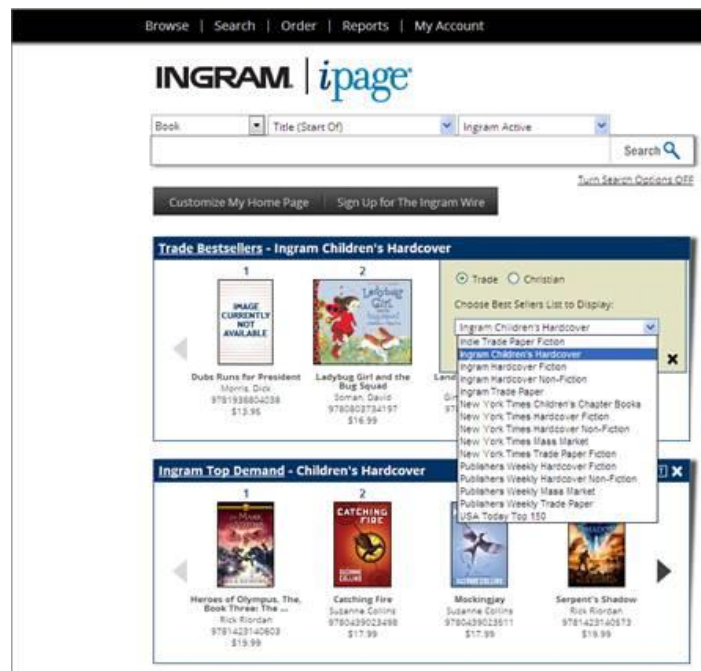 Browse | Search | Order | Reports | My Account
INGRAM | ipage
Book Title (Start Of) Ingram Active
Search
Turn Search Options OFF
Customize My Home Page Sign Up for The Ingram Wire
Trade Bestsellers - Ingram Children's Hardcover
1 2
IMAGE
CURRENTLY
NOT
AVAILABLE
Ladybug
Girl
Dubs Runs for President
Morris, Dick
9781936804038
$13.95
Ladybug Girl and the
Bug Squad
Soman, David
9780803734197
$16.99
Trade Christian
Choose Best Sellers List to Display:
Ingram Children's Hardcover
Indie Trade Paper Fiction
Ingram Children's Hardcover
Ingram Hardcover Fiction
Ingram Hardcover Non-Fiction
Ingram Trade Paper
New York Times Children's Chapter Books
New York Times Hardcover Fiction
New York Times Hardcover Non-Fiction
New York Times Mass Market
New York Times Trade Paper Fiction
Publishers Weekly Hardcover Fiction
Publishers Weekly Hardcover Non-Fiction
Publishers Weekly Mass Market
Publishers Weekly Trade Paper
USA Today Top 150
Ingram Top Demand - Children's Hardcover
1 2
CATCHING
FIRE
SUZANNE
COLLINS
Heroes of Olympus, The,
Book Three: The ...
Rick Riordan
9781423140603
$19.99
Catching Fire
Suzanne Collins
9780439023498
$17.99
Mockingjay
Suzanne Collins
9780439023511
$17.99
Serpent's Shadow
Rick Riordan
9781423140573
$19.99